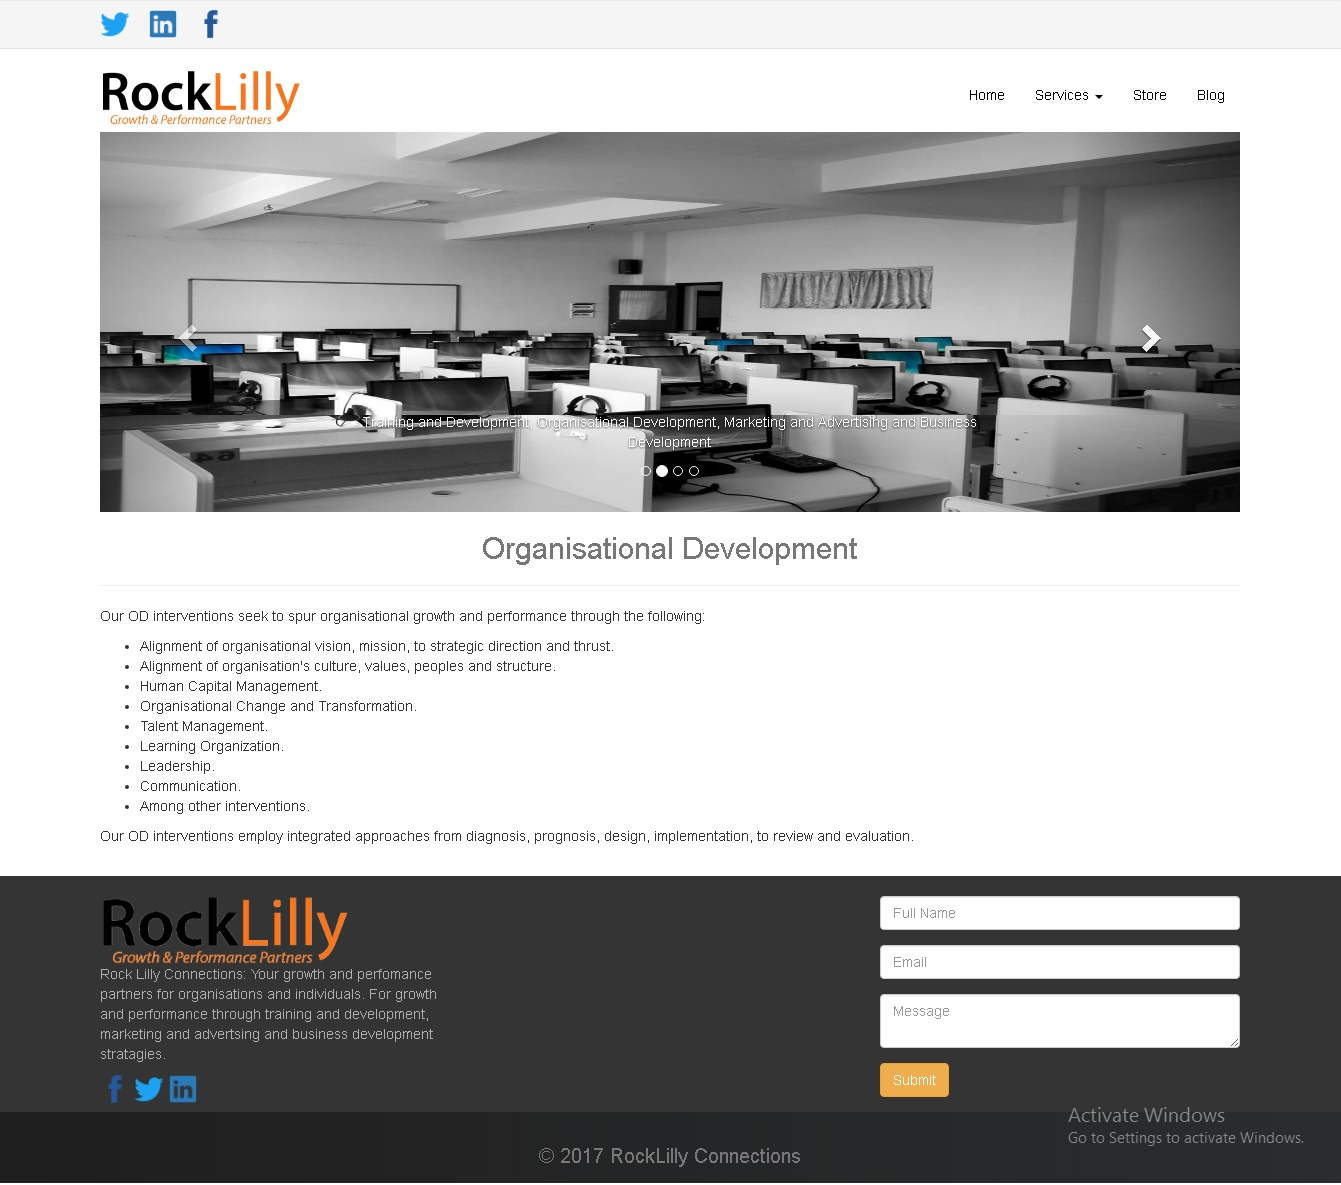 RockLilly
Growth & Performance Partners
Home
Services
Store
Blog
Training and Development, Organisational Development, Marketing and Advertising and Business
Development
Organisational Development
Our OD interventions seek to spur organisational growth and performance through the following:
Alignment of organisational vision, mission, to strategic direction and thrust.
Alignment of organisation's culture, values, peoples and structure.
Human Capital Management.
Organisational Change and Transformation.
Talent Management.
Learning Organization.
Leadership.
Communication.
Among other interventions.
Our OD interventions employ integrated approaches from diagnosis, prognosis, design, implementation, to review and evaluation.
RockLilly
Growth & Performance Partners
Rock Lilly Connections: Your growth and perfomance
partners for organisations and individuals. For growth
and performance through training and development,
marketing and advertsing and business development
stratagies.
Full Name
Email
Message
Submit
Activate Windows
Go to Settings to activate Windows.
© 2017 RockLilly Connections